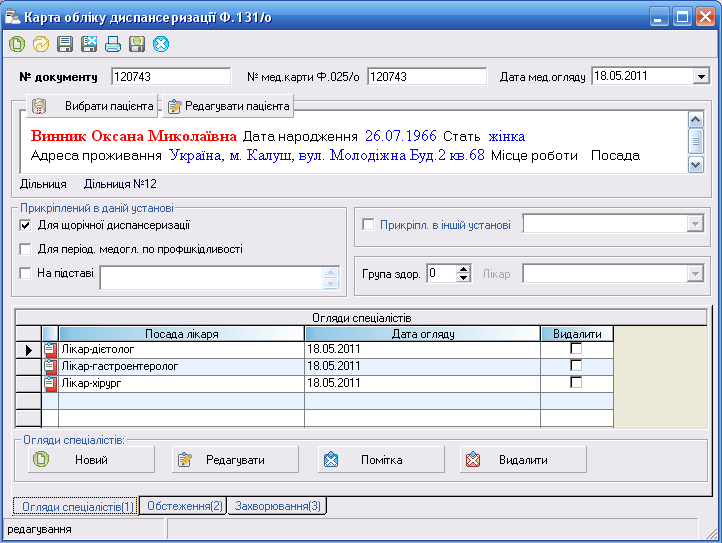 Карта обліку диспансеризації Ф.131/о
№ документу 120743 № мед.карти Ф.025/о 120743 Дата мед.огляду 18.05.2011
Вибрати пацієнта Редагувати пацієнта
Винник Оксана Миколаївна Дата народження 26.07.1966 Стать жінка
Адреса проживання Україна, м. Калуш, вул. Молодіжна Буд.2 кв.68 Місце роботи Посада
Дільниця Дільниця №12
Прикріплений в даній установі
Для щорічної диспансеризації
Прикріпл. в іншій установі
Для період. медогл. по профшкідливості
На підставі
Група здор. 0 Лікар
Огляди спеціалістів
Посада лікаря Дата огляду Видалити
Лікар-дієтолог 18.05.2011
Лікар-гастроентеролог 18.05.2011
Лікар-хірург 18.05.2011
Огляди спеціалістів:
Новий Редагувати Помітка Видалити
Огляди спеціалістів(1) Обстеження(2) Захворювання(3)
редагування